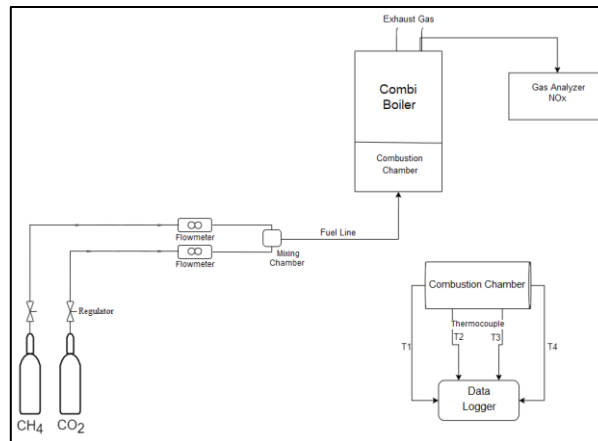 Exhaust Gas
Combi
Boiler
Gas Analyzer
NOx
Combustion
Chamber
Fuel Line
Flowmeter
Mixing
Chamber
Flowmeter
Regulator
CH4
CO2
Combustion Chamber
Thermocouple
T1
T2
T3
T4
Data
Logger